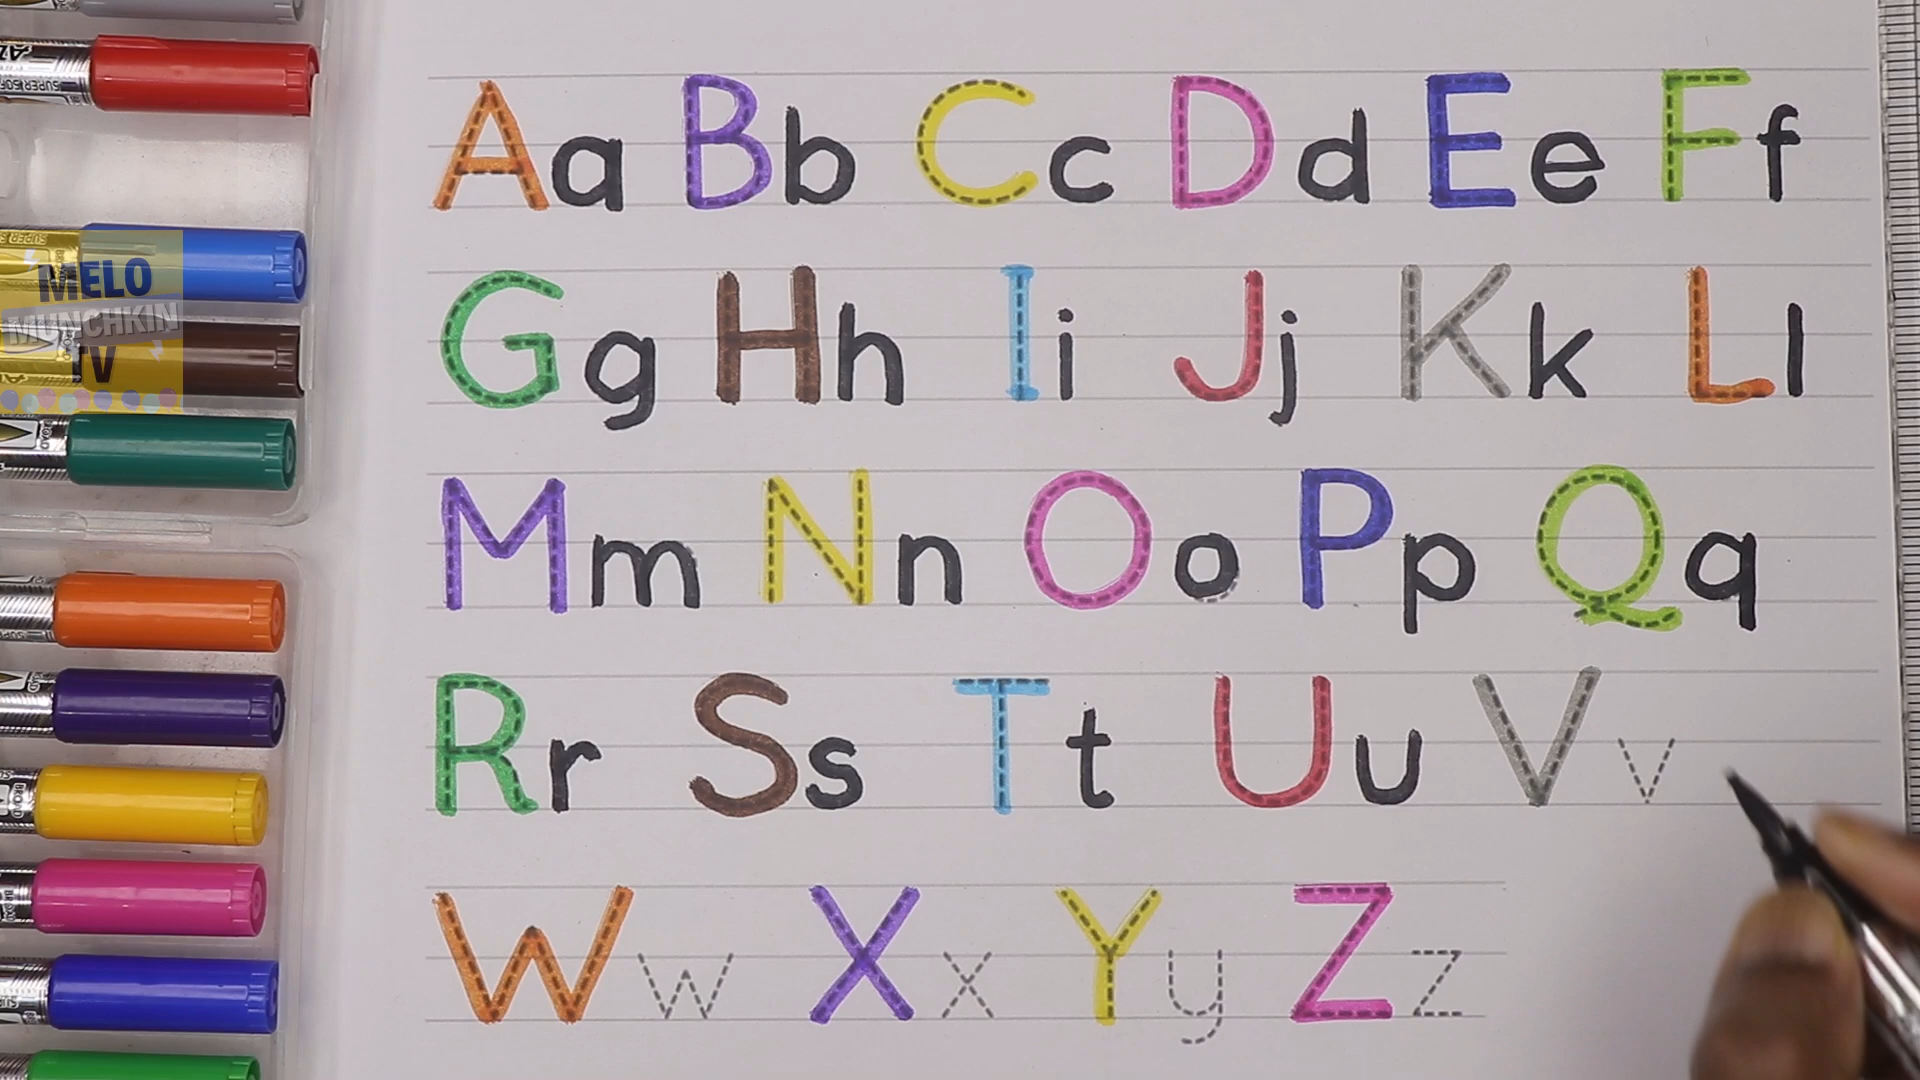 Aa Bb Cc Dd Ee Ff
Gg Hh Ii Jj Kk Ll
Mm Nn Oo Pp Qq
Rr Ss Tt Uu Vv
Ww Xx Yy Zz
MELO
MUNCHKIN
TV